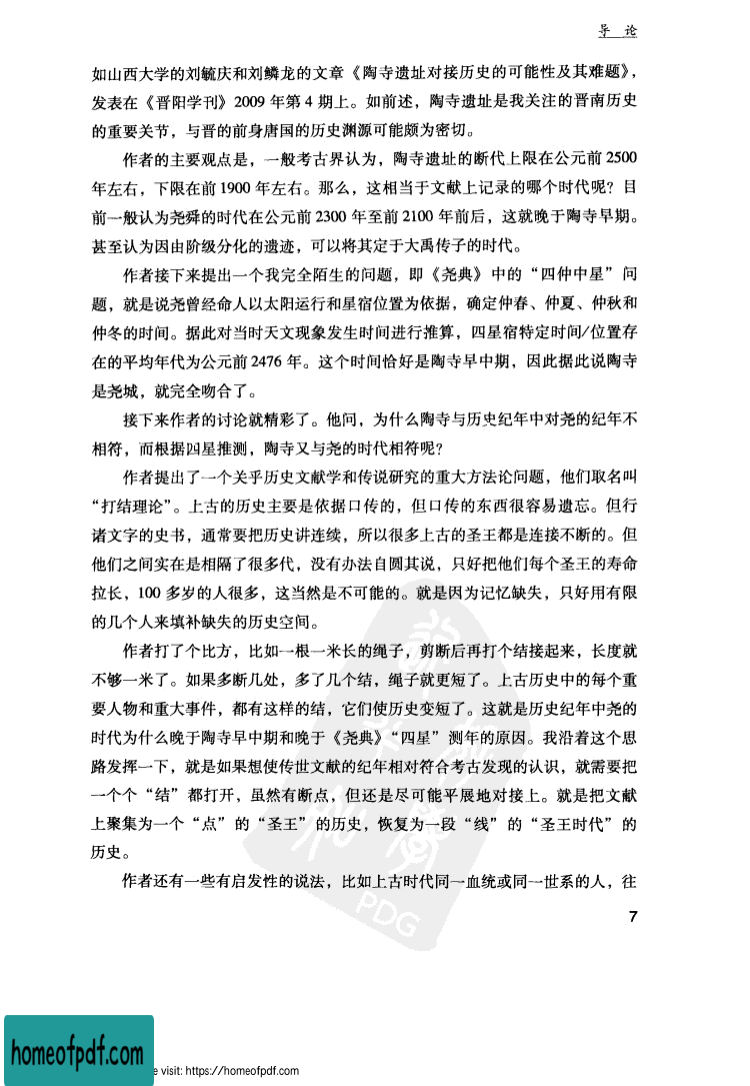 导 论
如山西大学的刘毓庆和刘鳞龙的文章《陶寺遗址对接历史的可能性及其难题》，
发表在《晋阳学刊》2009 年第 4 期上。如前述，陶寺遗址是我关注的晋南历史
的重要关节，与晋的前身唐国的历史渊源可能颇为密切。
作者的主要观点是，一般考古界认为，陶寺遗址的断代上限在公元前 2500
年左右，下限在前 1900 年左右。那么，这相当于文献上记录的哪个时代呢？目
前一般认为尧舜的时代在公元前 2300 年至前 2100 年前后，这就晚于陶寺早期。
甚至认为因由阶级分化的遗迹，可以将其定于大禹传子的时代。
作者接下来提出一个我完全陌生的问题，即《尧典》中的“四仲中星”问
题，就是说尧曾经命人以太阳运行和星宿位置为依据，确定仲春、仲夏、仲秋和
仲冬的时间。据此对当时天文现象发生时间进行推算，四星宿特定时间/位置存
在的平均年代为公元前 2476 年。这个时间恰好是陶寺早中期，因此据此说陶寺
是尧城，就完全吻合了。
接下来作者的讨论就精彩了。他问，为什么陶寺与历史纪年中对尧的纪年不
相符，而根据四星推测，陶寺又与尧的时代相符呢？
作者提出了一个关乎历史文献学和传说研究的重大方法论问题，他们取名叫
“打结理论”。上古的历史主要是依据口传的，但口传的东西很容易遗忘。但行
诸文字的史书，通常要把历史讲连续，所以很多上古的圣王都是连接不断的。但
他们之间实在是相隔了很多代，没有办法自圆其说，只好把他们每个圣王的寿命
拉长，100 多岁的人很多，这当然是不可能的。就是因为记忆缺失，只好用有限
的几个人来填补缺失的历史空间。
作者打了个比方，比如一根一米长的绳子，剪断后再打个结接起来，长度就
不够一米了。如果多断几处，多了几个结，绳子就更短了。上古历史中的每个重
要人物和重大事件，都有这样的结，它们使历史变短了。这就是历史纪年中尧的
时代为什么晚于陶寺早中期和晚于《尧典》“四星”测年的原因。我沿着这个思
路发挥一下，就是如果想使传世文献的纪年相对符合考古发现的认识，就需要把
一个个“结”都打开，虽然有断点，但还是尽可能平展地对接上。就是把文献
上聚集为一个“点”的“圣王”的历史，恢复为一段“线”的“圣王时代”的
历史。
作者还有一些有启发性的说法，比如上古时代同一血统或同一世系的人，往
PDG
7
homeofpdf.com
e visit: https://homeofpdf.com